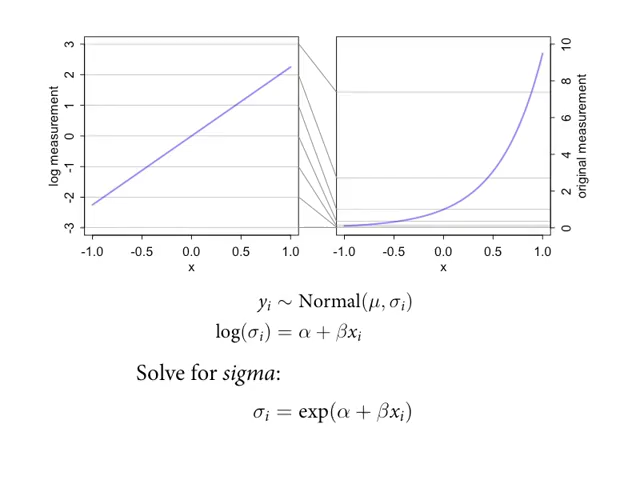 log measurement
3
2
1
0
-1
-2
-3
-1.0 -0.5 0.0 0.5 1.0
x
original measurement
10
8
6
4
2
0
-1.0 -0.5 0.0 0.5 1.0
x
yᵢ ~ Normal(μ, σᵢ)
log(σᵢ) = α + βxᵢ
Solve for sigma:
σᵢ = exp(α + βxᵢ)